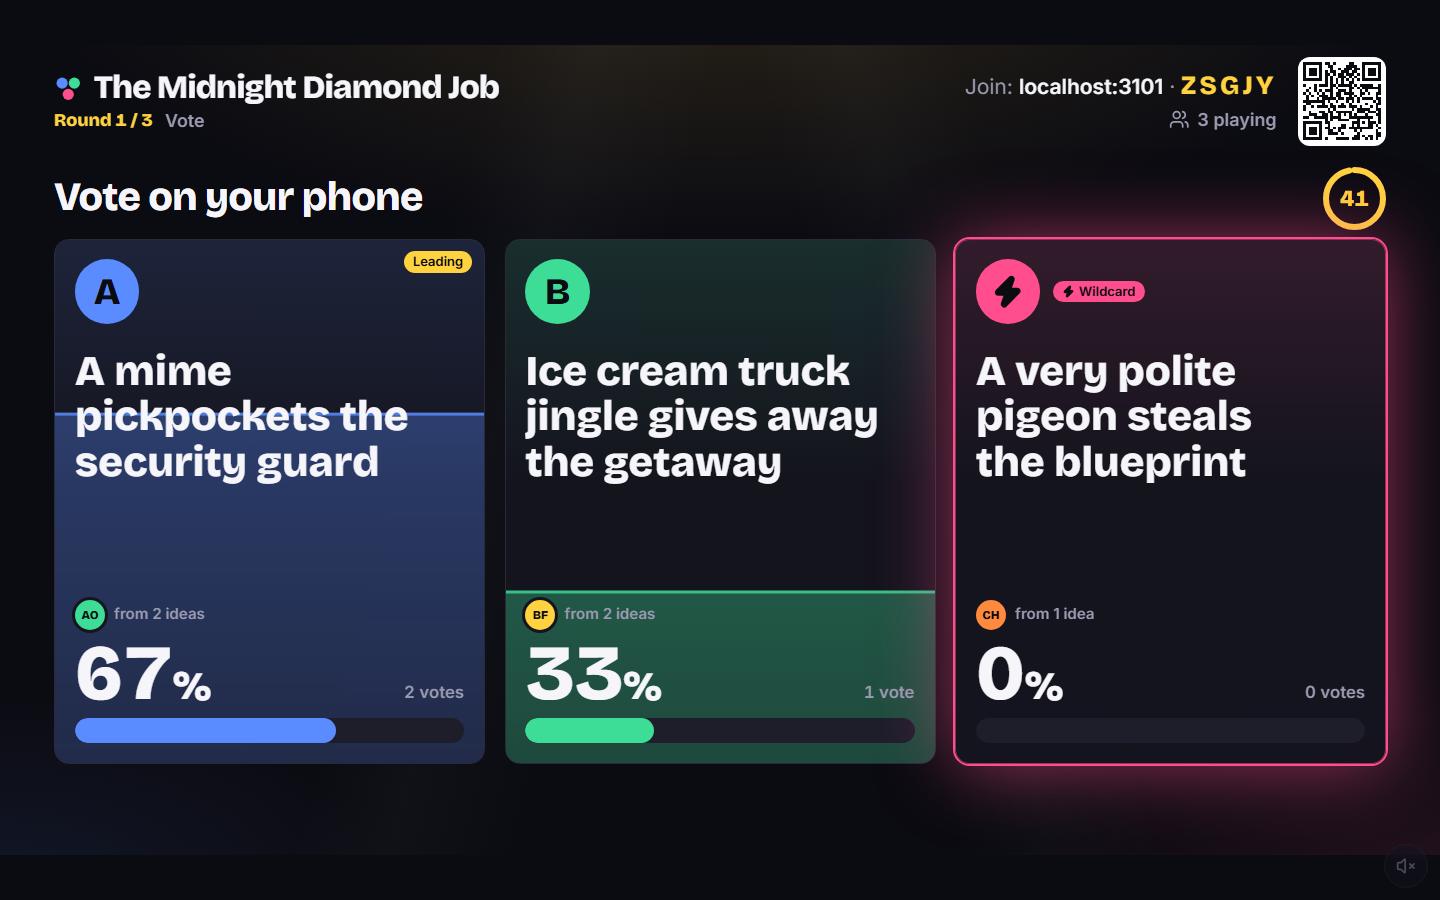 The Midnight Diamond Job
Round 1 / 3 Vote
Join: localhost:3101 · ZSGJY
3 playing
Vote on your phone
41
A
Leading
A mime
pickpockets the
security guard
AO from 2 ideas
67%
2 votes
B
Ice cream truck
jingle gives away
the getaway
BF from 2 ideas
33%
1 vote
Wildcard
A very polite
pigeon steals
the blueprint
CH from 1 idea
0%
0 votes